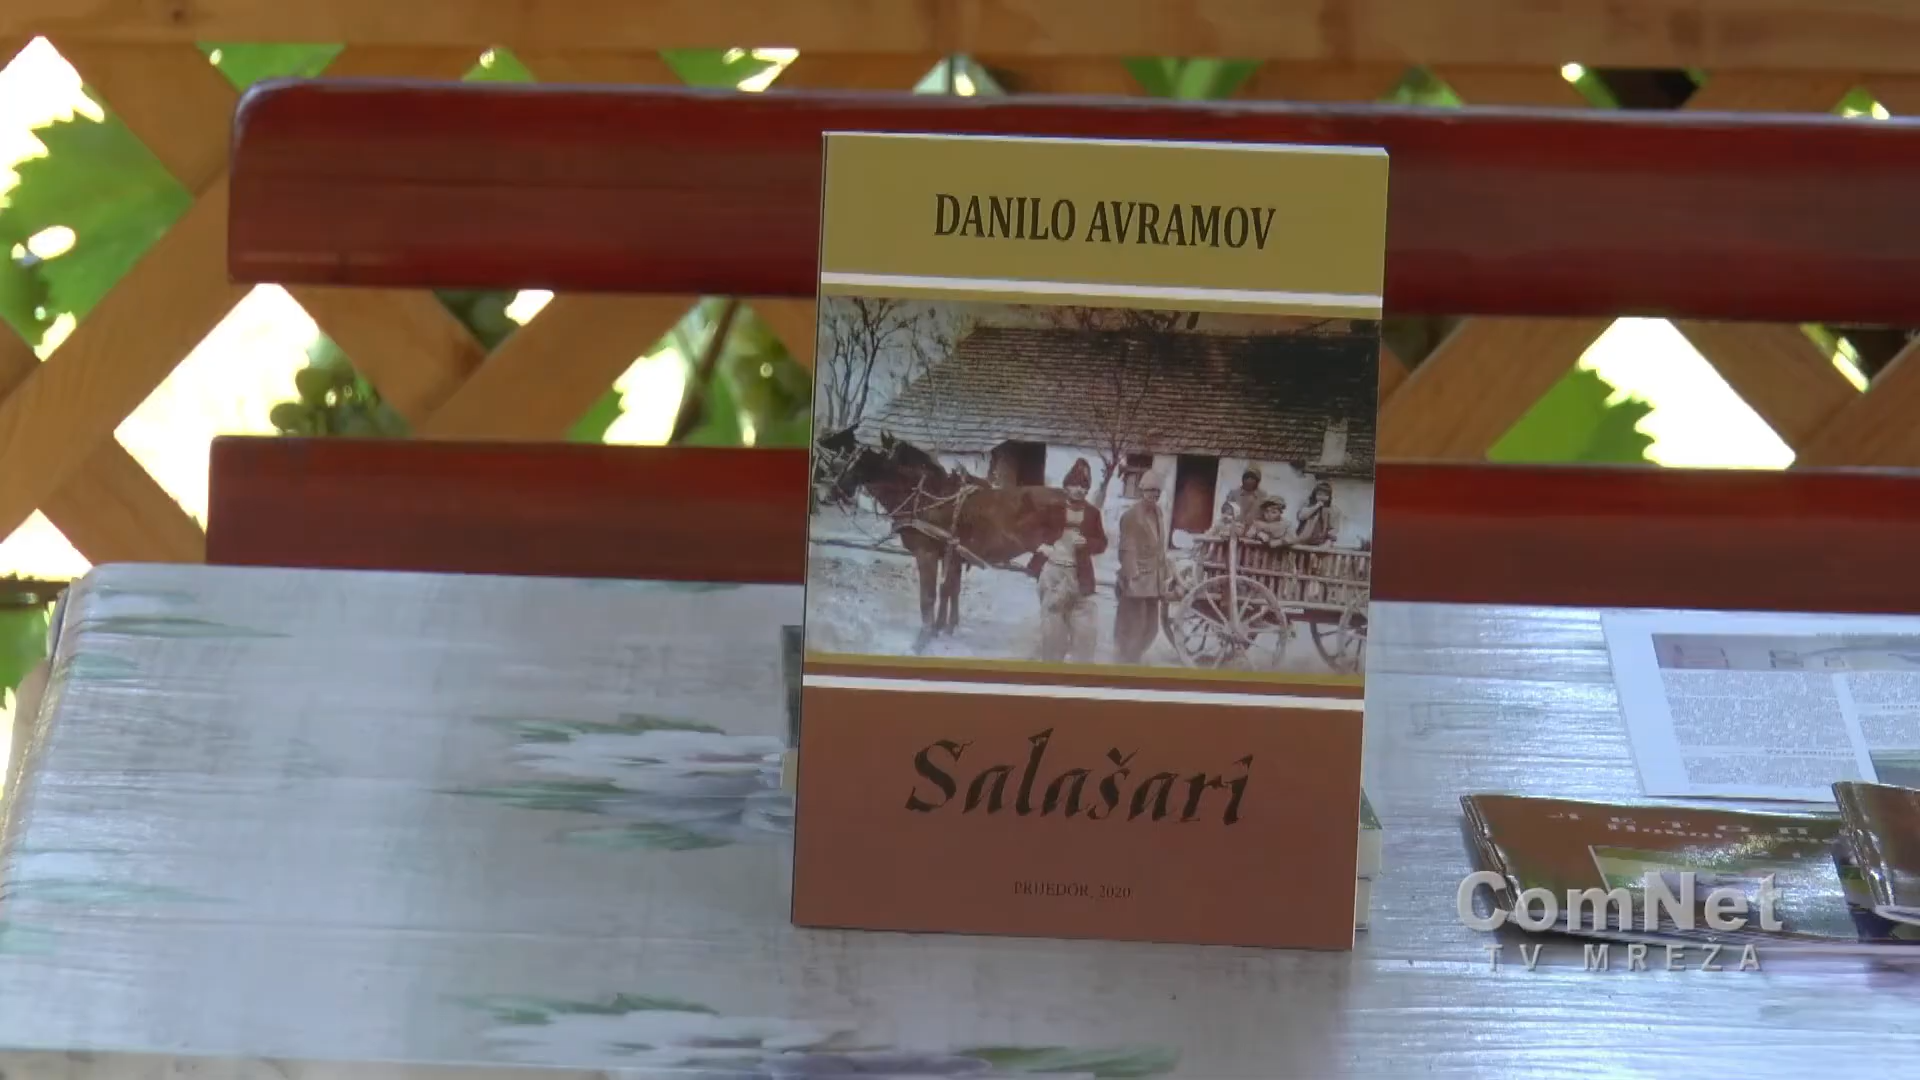 DANILO AVRAMOV
Salašari
PRIJEDOR, 2020
ComNet
TV MREŽA